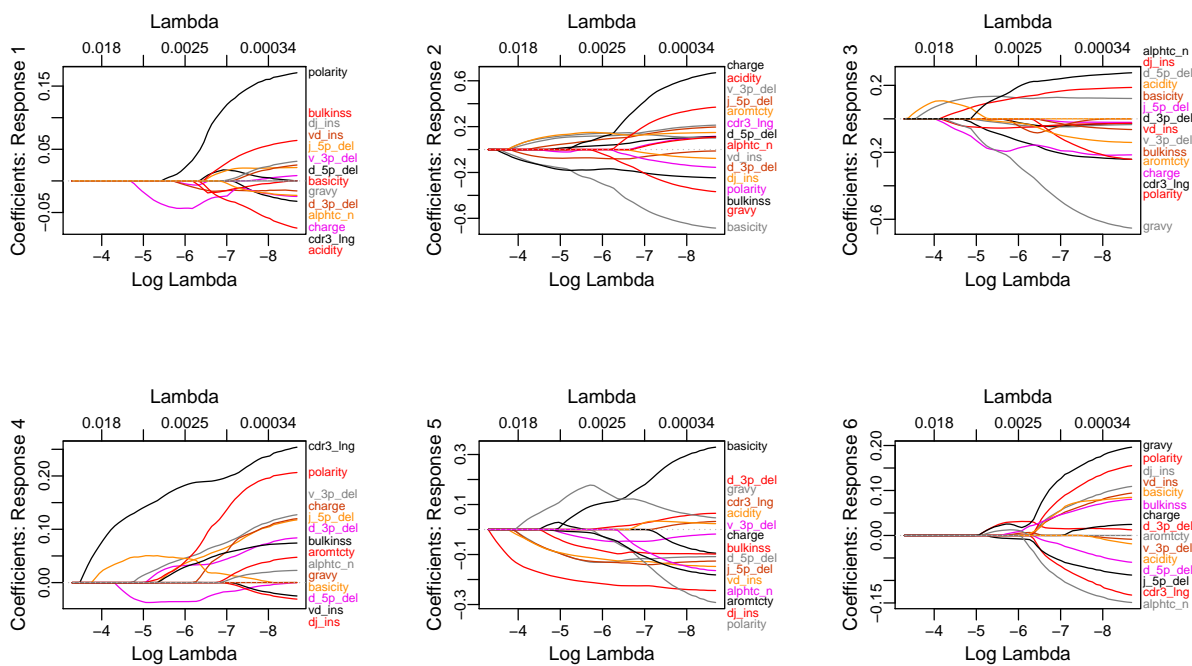 Lambda
0.018 0.0025 0.00034
Coefficients: Response 1
0.15
0.05
−0.05
polarity
bulkinss
dj_ins
vd_ins
j_5p_del
v_3p_del
d_5p_del
basicity
gravy
d_3p_del
alphtc_n
charge
cdr3_lng
acidity
−4 −5 −6 −7 −8
Log Lambda
Lambda
0.018 0.0025 0.00034
Coefficients: Response 2
0.6
0.2
−0.2
−0.6
charge
acidity
v_3p_del
j_5p_del
aromtcty
cdr3_lng
d_5p_del
alphtc_n
vd_ins
d_3p_del
dj_ins
polarity
bulkinss
gravy
basicity
−4 −5 −6 −7 −8
Log Lambda
Lambda
0.018 0.0025 0.00034
Coefficients: Response 3
0.2
−0.2
−0.6
alphtc_n
dj_ins
d_5p_del
acidity
basicity
j_5p_del
d_3p_del
vd_ins
v_3p_del
bulkinss
aromtcty
charge
cdr3_lng
polarity
gravy
−4 −5 −6 −7 −8
Log Lambda
Lambda
0.018 0.0025 0.00034
Coefficients: Response 4
0.20
0.10
0.00
cdr3_lng
polarity
v_3p_del
charge
j_5p_del
d_3p_del
bulkinss
aromtcty
alphtc_n
gravy
basicity
d_5p_del
vd_ins
dj_ins
−4 −5 −6 −7 −8
Log Lambda
Lambda
0.018 0.0025 0.00034
Coefficients: Response 5
0.3
0.1
−0.1
−0.3
basicity
d_3p_del
gravy
cdr3_lng
acidity
v_3p_del
charge
bulkinss
d_5p_del
j_5p_del
vd_ins
alphtc_n
aromtcty
dj_ins
polarity
−4 −5 −6 −7 −8
Log Lambda
Lambda
0.018 0.0025 0.00034
Coefficients: Response 6
0.20
0.10
0.00
−0.15
gravy
polarity
dj_ins
vd_ins
basicity
bulkinss
charge
d_3p_del
aromtcty
v_3p_del
acidity
d_5p_del
j_5p_del
cdr3_lng
alphtc_n
−4 −5 −6 −7 −8
Log Lambda